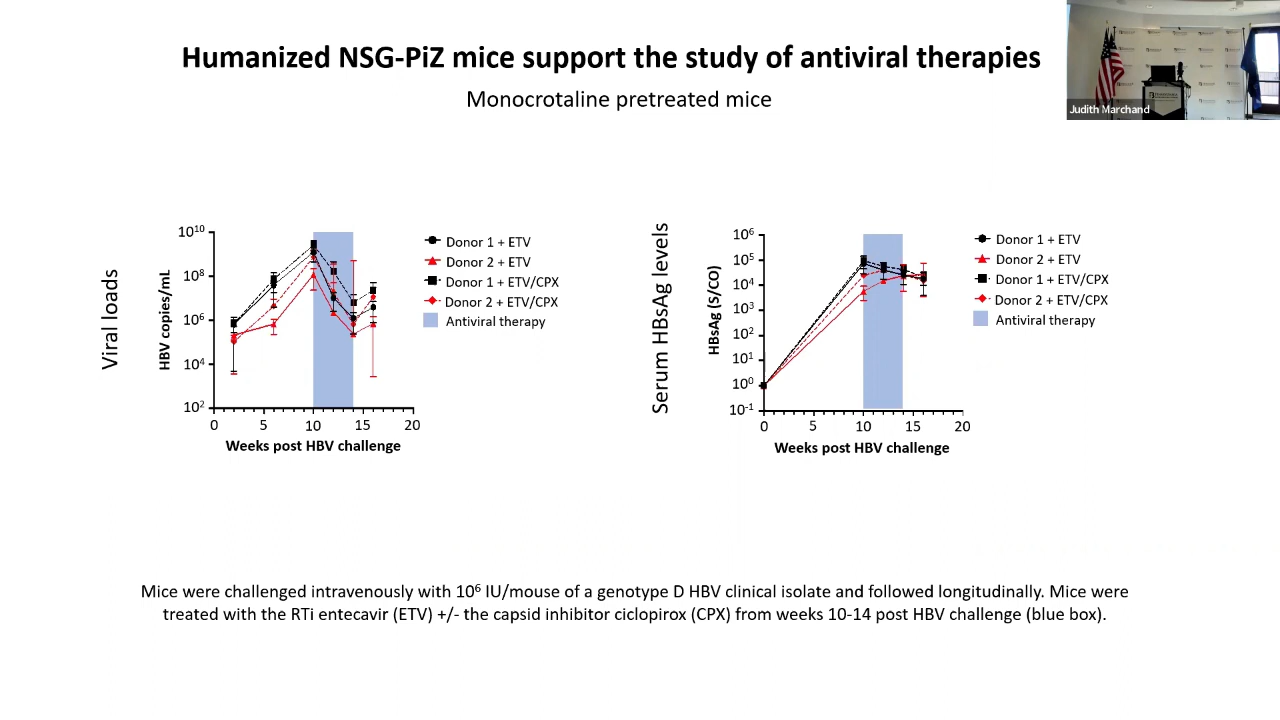 Humanized NSG-PiZ mice support the study of antiviral therapies
Monocrotaline pretreated mice
Judith Marchand
Viral loads
HBV copies/mL
10¹⁰
10⁸
10⁶
10⁴
10²
0 5 10 15 20
Weeks post HBV challenge
Donor 1 + ETV
Donor 2 + ETV
Donor 1 + ETV/CPX
Donor 2 + ETV/CPX
Antiviral therapy
Serum HBsAg levels
HBsAg (S/CO)
10⁶
10⁵
10⁴
10³
10²
10¹
10⁰
10⁻¹
0 5 10 15 20
Weeks post HBV challenge
Donor 1 + ETV
Donor 2 + ETV
Donor 1 + ETV/CPX
Donor 2 + ETV/CPX
Antiviral therapy
Mice were challenged intravenously with 10⁶ IU/mouse of a genotype D HBV clinical isolate and followed longitudinally. Mice were
treated with the RTi entecavir (ETV) +/- the capsid inhibitor ciclopirox (CPX) from weeks 10-14 post HBV challenge (blue box).